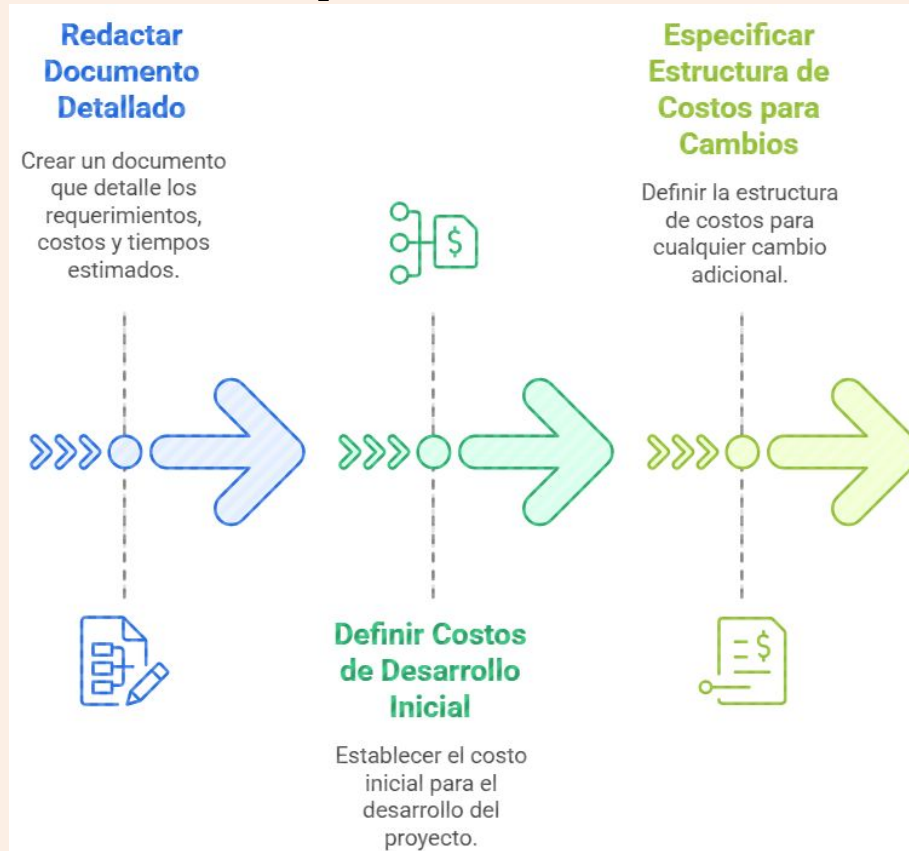 Redactar
Documento
Detallado
Crear un documento
que detalle los
requerimientos,
costos y tiempos
estimados.
$
Definir Costos
de Desarrollo
Inicial
Establecer el costo
inicial para el
desarrollo del
proyecto.
Especificar
Estructura de
Costos para
Cambios
Definir la estructura
de costos para
cualquier cambio
adicional.
$